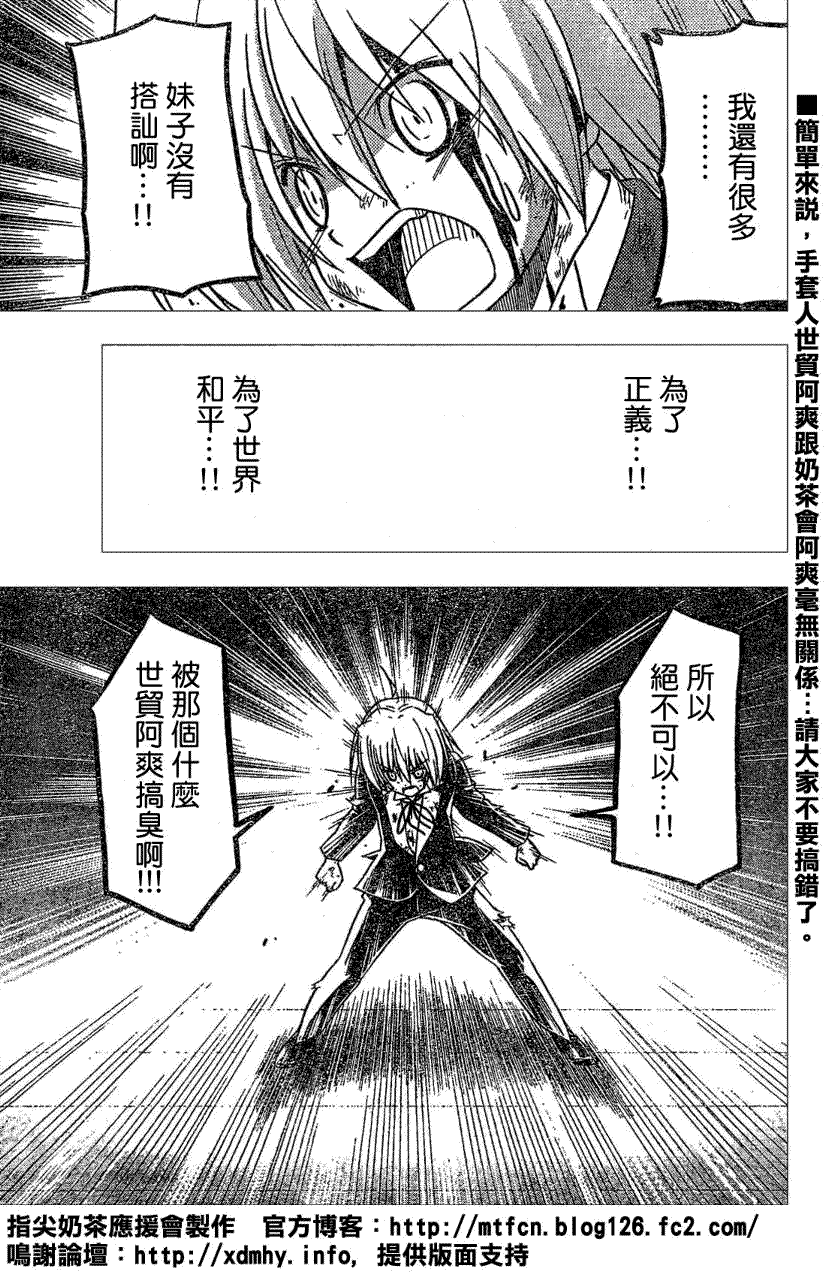 ■簡單來説，手套人世貿阿爽跟奶茶會阿爽毫無關係…請大家不要搞錯了。
我還有很多
………
妹子沒有
搭訕啊…!!
為了
正義…!!
為了世界
和平…!!
所以
絕不可以…!!
被那個什麼
世貿阿爽搞臭啊!!!
指尖奶茶應援會製作　官方博客：http://mtfcn.blog126.fc2.com/
鳴謝論壇：http://xdmhy.info, 提供版面支持